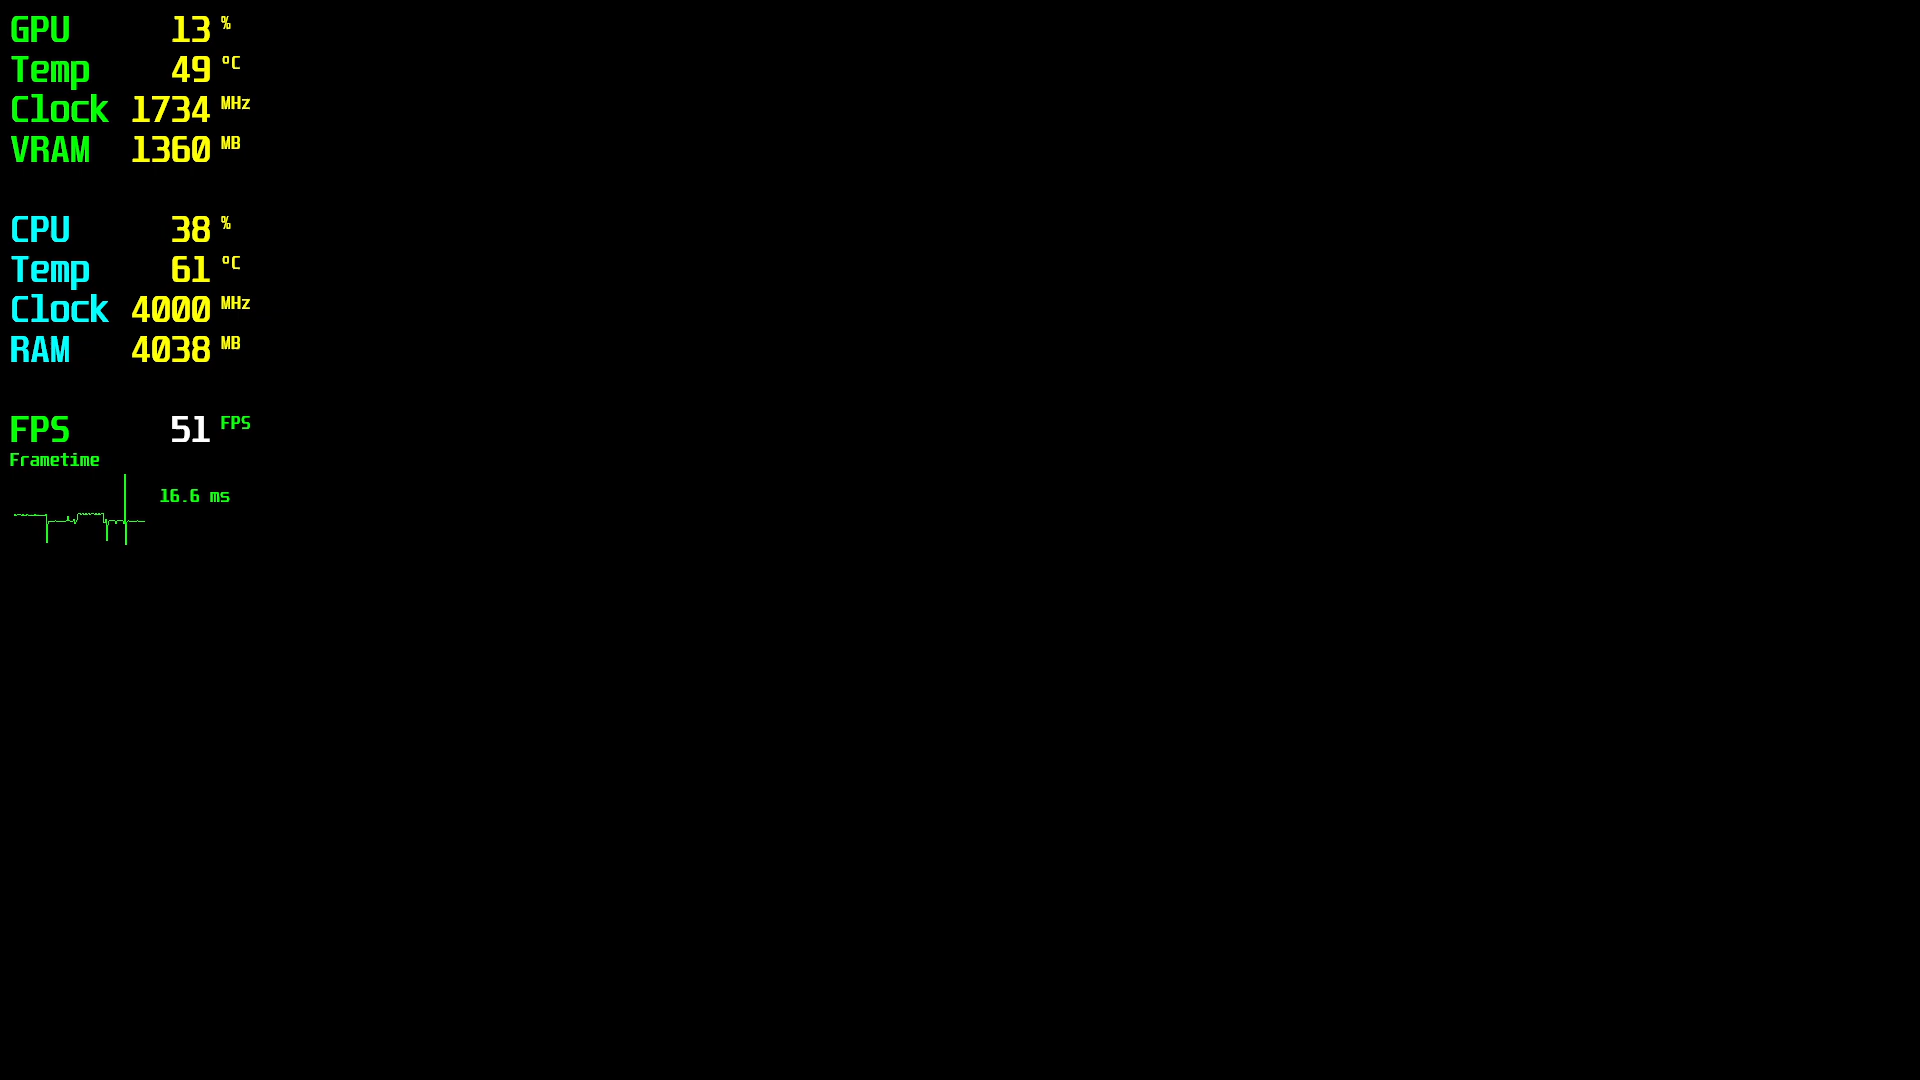 GPU 13 %
Temp 49 °C
Clock 1734 MHz
VRAM 1360 MB
CPU 38 %
Temp 61 °C
Clock 4000 MHz
RAM 4038 MB
FPS 51 FPS
Frametime
16.6 ms